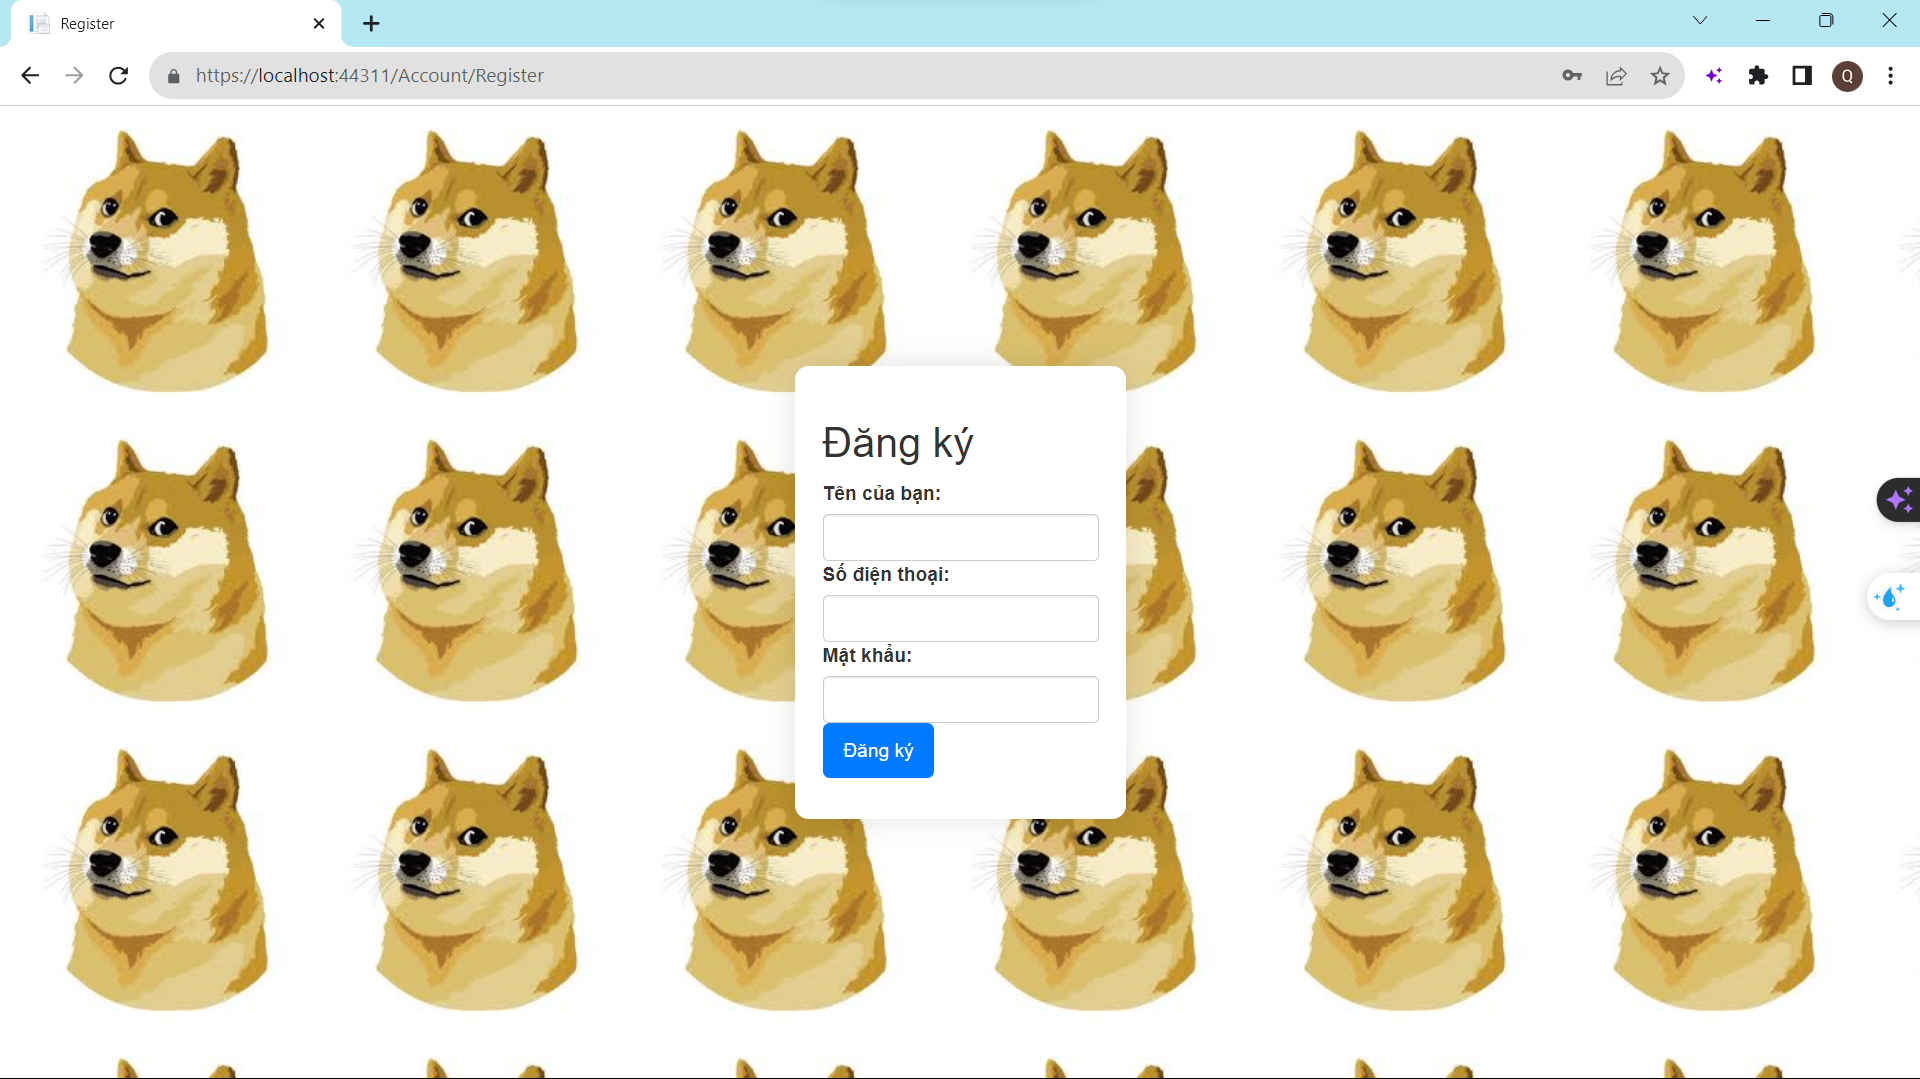 Register
https://localhost:44311/Account/Register
Q
Đăng ký
Tên của bạn:
Số điện thoại:
Mật khẩu:
Đăng ký